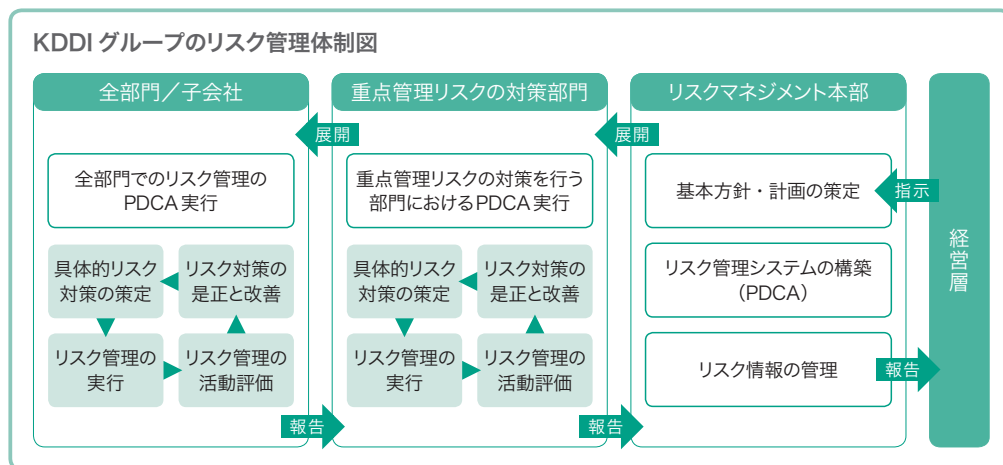 KDDIグループのリスク管理体制図
全部門／子会社
展開
全部門でのリスク管理の
PDCA実行
具体的リスク
対策の策定
リスク対策の
是正と改善
リスク管理の
実行
リスク管理の
活動評価
報告
重点管理リスクの対策部門
展開
重点管理リスクの対策を行う
部門におけるPDCA実行
具体的リスク
対策の策定
リスク対策の
是正と改善
リスク管理の
実行
リスク管理の
活動評価
報告
リスクマネジメント本部
基本方針・計画の策定
指示
リスク管理システムの構築
（PDCA）
リスク情報の管理
報告
経営層